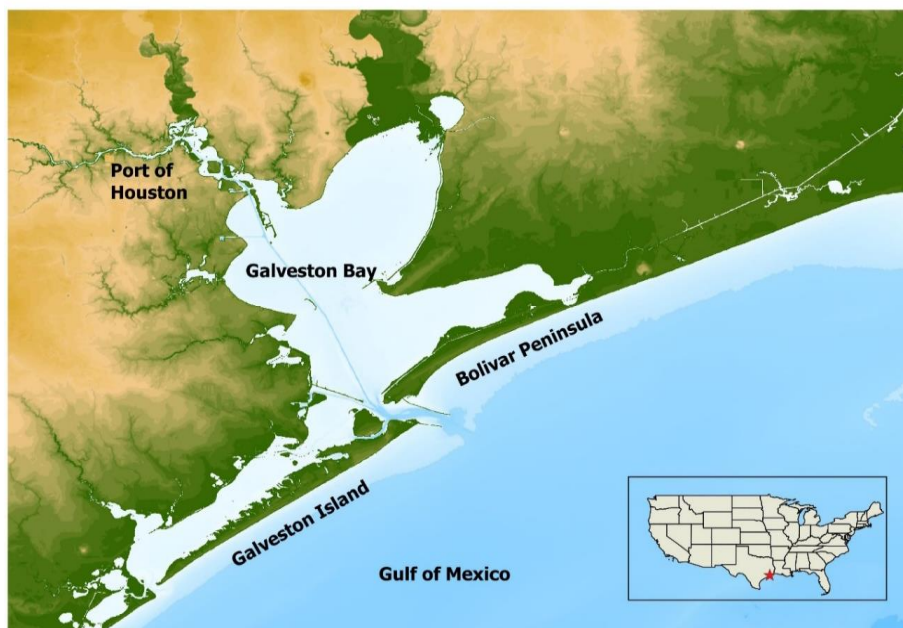 Port of
Houston
Galveston Bay
Bolivar Peninsula
Galveston Island
Gulf of Mexico